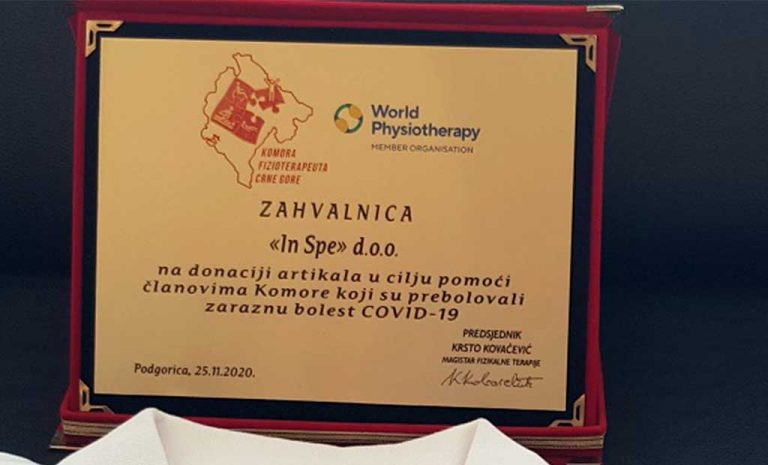 KOMORA
FIZIOTERAPEUTA
CRNE GORE
World
Physiotherapy
MEMBER ORGANISATION
ZAHVALNICA
«In Spe» d.o.o.
na donaciji artikala u cilju pomoći
članovima Komore koji su prebolovali
zaraznu bolest COVID-19
PREDSJEDNIK
KRSTO KOVAČEVIĆ
MAGISTAR FIZIKALNE TERAPIJE
Podgorica, 25.11.2020.